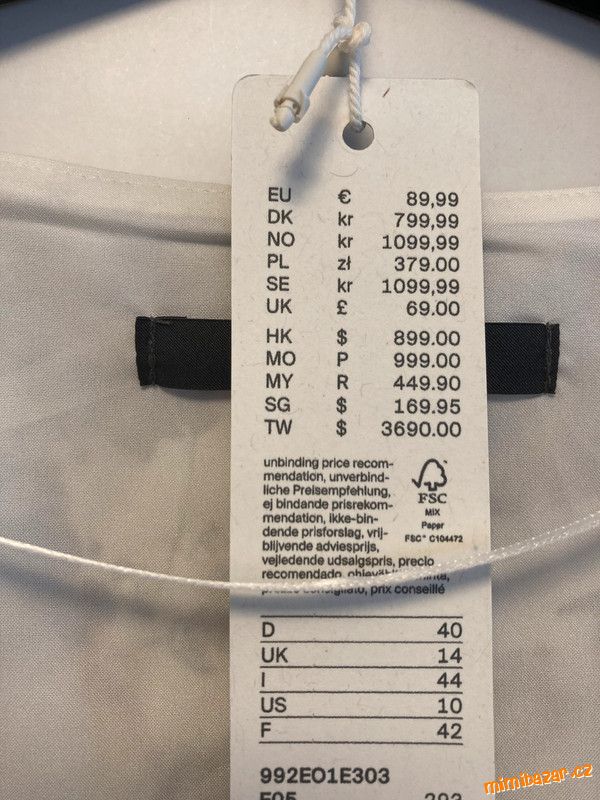 EU € 89,99
DK kr 799,99
NO kr 1099,99
PL zł 379.00
SE kr 1099,99
UK £ 69.00
HK $ 899.00
MO P 999.00
MY R 449.90
SG $ 169.95
TW $ 3690.00
unbinding price recom-
mendation, unverbind-
liche Preisempfehlung,
ej bindande prisrekom-
mendation, ikke-bin-
dende prisforslag, vrij-
blijvende adviesprijs,
vejledende udsalgspris, precio
recomendado,
prix conseillé
FSC
MIX
Paper
FSC® C104472
D 40
UK 14
I 44
US 10
F 42
992EO1E303
mimibazar.cz